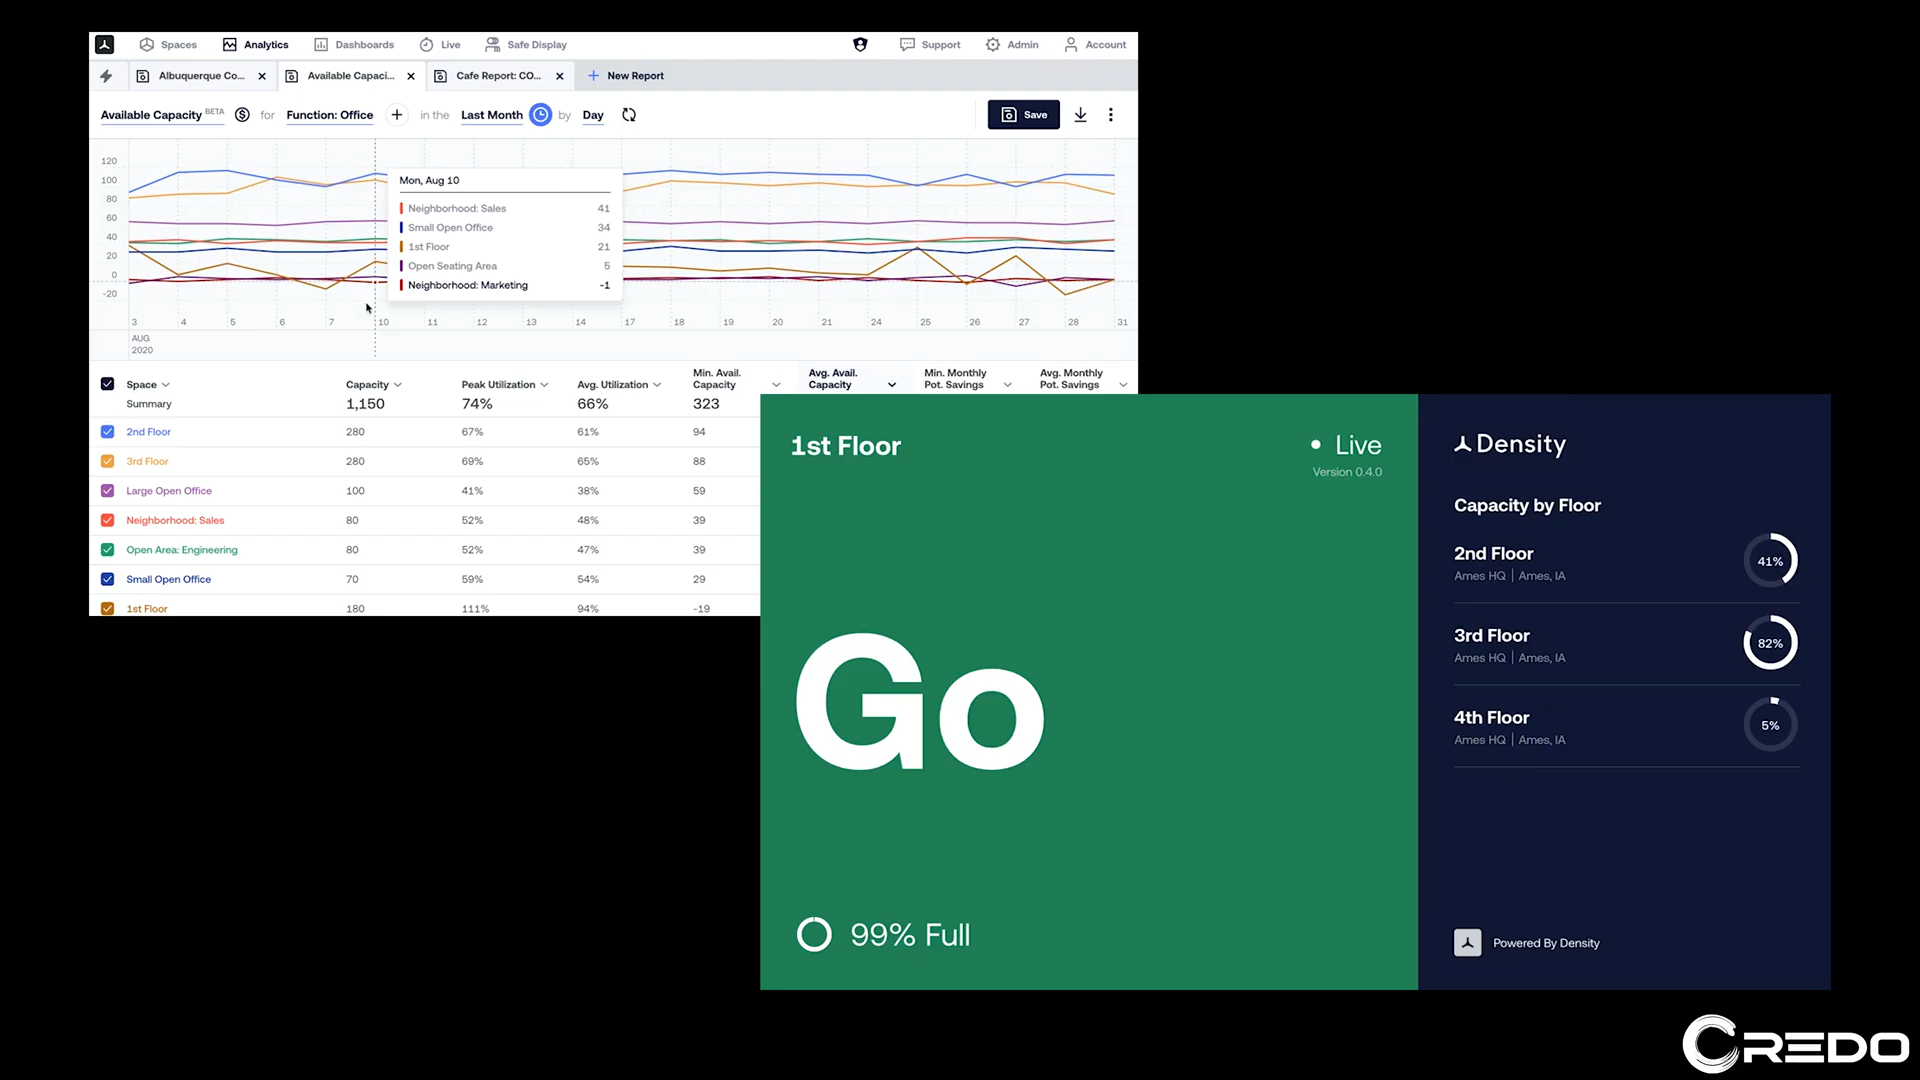 Spaces Analytics Dashboards Live Safe Display Support Admin Account
Albuquerque Co... Available Capaci... Cafe Report: CO... New Report
Available Capacity BETA for Function: Office in the Last Month by Day Save
120
100
80
60
40
20
0
-20
Mon, Aug 10
Neighborhood: Sales 41
Small Open Office 34
1st Floor 21
Open Seating Area 5
Neighborhood: Marketing -1
3 4 5 6 7 10 11 12 13 14 17 18 19 20 21 24 25 26 27 28 31
AUG
2020
Space Capacity Peak Utilization Avg. Utilization Min. Avail. Capacity Avg. Avail. Capacity Min. Monthly Pot. Savings Avg. Monthly Pot. Savings
Summary 1,150 74% 66% 323
2nd Floor 280 67% 61% 94
3rd Floor 280 69% 65% 88
Large Open Office 100 41% 38% 59
Neighborhood: Sales 80 52% 48% 39
Open Area: Engineering 80 52% 47% 39
Small Open Office 70 59% 54% 29
1st Floor 180 111% 94% -19
1st Floor
Live
Version 0.4.0
Go
99% Full
Density
Capacity by Floor
2nd Floor
Ames HQ | Ames, IA
41%
3rd Floor
Ames HQ | Ames, IA
82%
4th Floor
Ames HQ | Ames, IA
5%
Powered By Density
CREDO